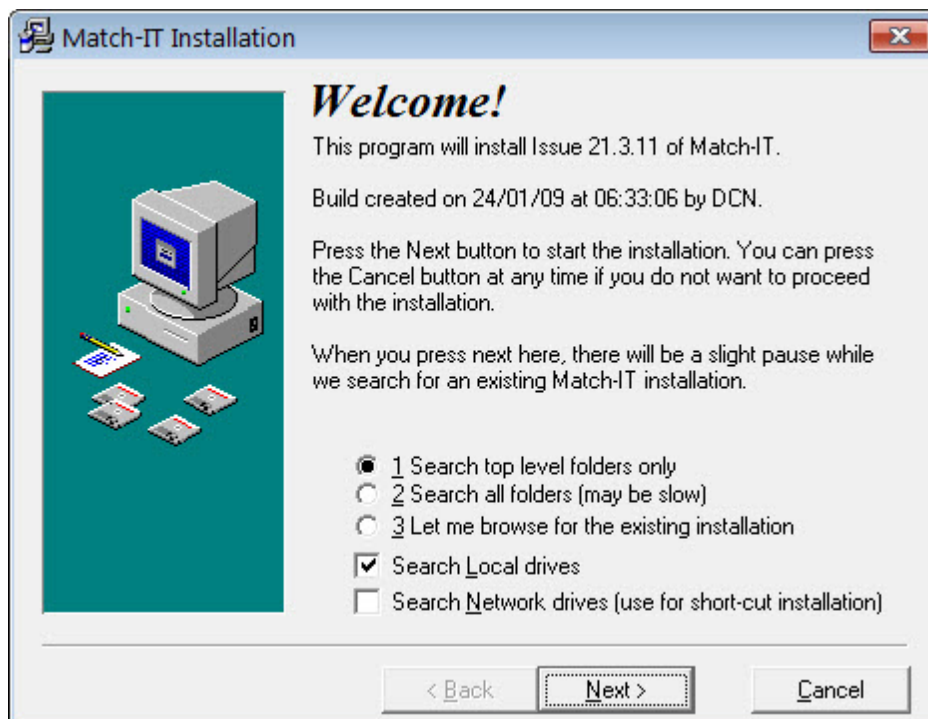 Match-IT Installation
Welcome!
This program will install Issue 21.3.11 of Match-IT.
Build created on 24/01/09 at 06:33:06 by DCN.
Press the Next button to start the installation. You can press
the Cancel button at any time if you do not want to proceed
with the installation.
When you press next here, there will be a slight pause while
we search for an existing Match-IT installation.
1 Search top level folders only
2 Search all folders (may be slow)
3 Let me browse for the existing installation
Search Local drives
Search Network drives (use for short-cut installation)
< Back Next > Cancel